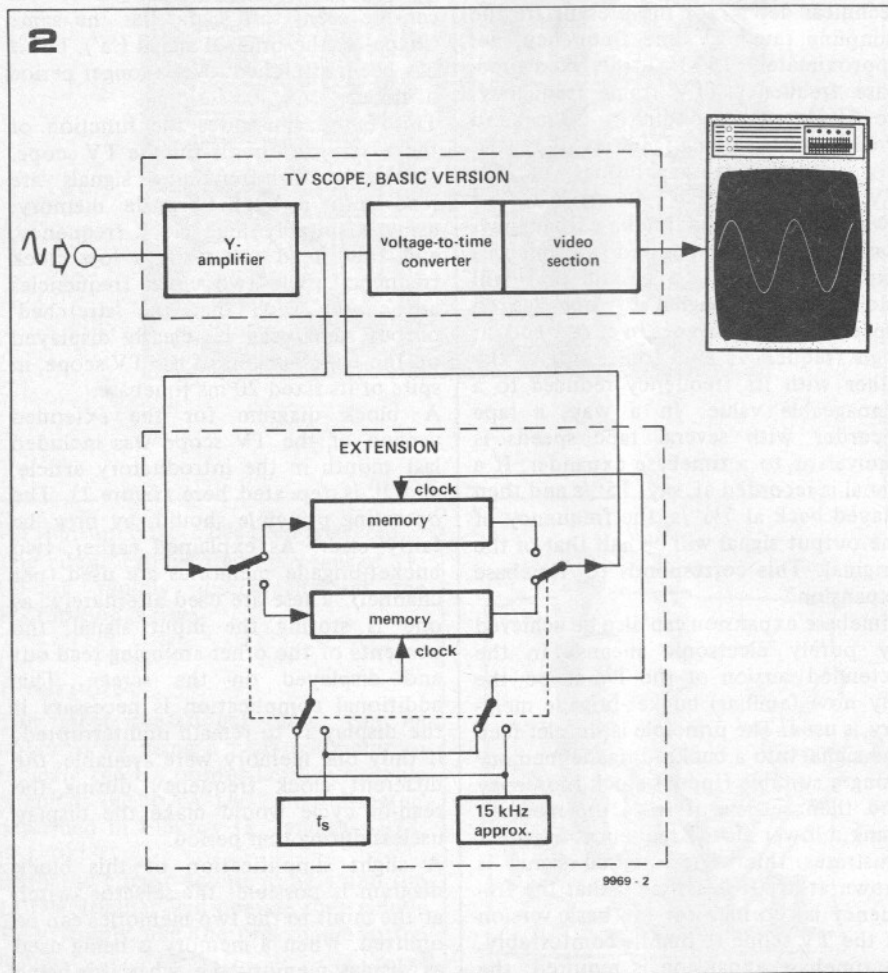 2
TV SCOPE, BASIC VERSION
Y-
amplifier
voltage-to-time
converter
video
section
EXTENSION
clock
memory
memory
clock
fs
15 kHz
approx.
9969 - 2